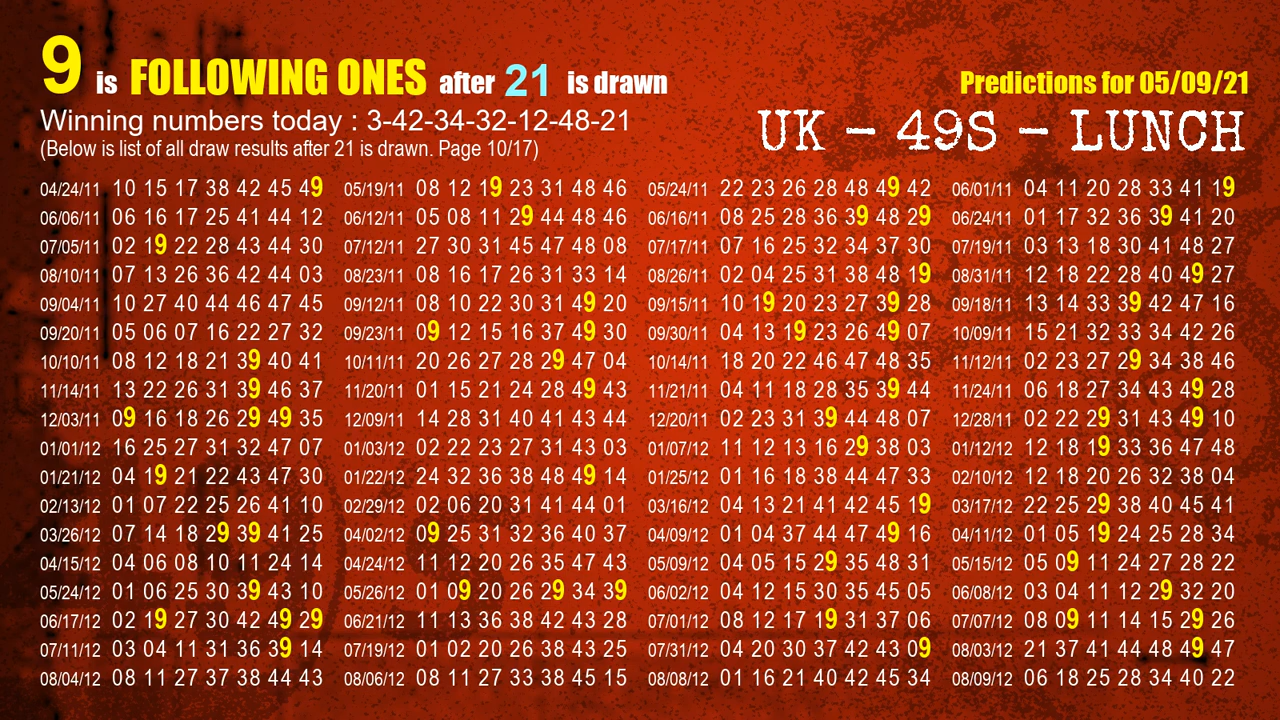 9 is FOLLOWING ONES after 21 is drawn
Predictions for 05/09/21
Winning numbers today : 3-42-34-32-12-48-21
UK - 49S - LUNCH
(Below is list of all draw results after 21 is drawn. Page 10/17)
04/24/11 10 15 17 38 42 45 49 05/19/11 08 12 19 23 31 48 46 05/24/11 22 23 26 28 48 49 42 06/01/11 04 11 20 28 33 41 19
06/06/11 06 16 17 25 41 44 12 06/12/11 05 08 11 29 44 48 46 06/16/11 08 25 28 36 39 48 29 06/24/11 01 17 32 36 39 41 20
07/05/11 02 19 22 28 43 44 30 07/12/11 27 30 31 45 47 48 08 07/17/11 07 16 25 32 34 37 30 07/19/11 03 13 18 30 41 48 27
08/10/11 07 13 26 36 42 44 03 08/23/11 08 16 17 26 31 33 14 08/26/11 02 04 25 31 38 48 19 08/31/11 12 18 22 28 40 49 27
09/04/11 10 27 40 44 46 47 45 09/12/11 08 10 22 30 31 49 20 09/15/11 10 19 20 23 27 39 28 09/18/11 13 14 33 39 42 47 16
09/20/11 05 06 07 16 22 27 32 09/23/11 09 12 15 16 37 49 30 09/30/11 04 13 19 23 26 49 07 10/09/11 15 21 32 33 34 42 26
10/10/11 08 12 18 21 39 40 41 10/11/11 20 26 27 28 29 47 04 10/14/11 18 20 22 46 47 48 35 11/12/11 02 23 27 29 34 38 46
11/14/11 13 22 26 31 39 46 37 11/20/11 01 15 21 24 28 49 43 11/21/11 04 11 18 28 35 39 44 11/24/11 06 18 27 34 43 49 28
12/03/11 09 16 18 26 29 49 35 12/09/11 14 28 31 40 41 43 44 12/20/11 02 23 31 39 44 48 07 12/28/11 02 22 29 31 43 49 10
01/01/12 16 25 27 31 32 47 07 01/03/12 02 22 23 27 31 43 03 01/07/12 11 12 13 16 29 38 03 01/12/12 12 18 19 33 36 47 48
01/21/12 04 19 21 22 43 47 30 01/22/12 24 32 36 38 48 49 14 01/25/12 01 16 18 38 44 47 33 02/10/12 12 18 20 26 32 38 04
02/13/12 01 07 22 25 26 41 10 02/29/12 02 06 20 31 41 44 01 03/16/12 04 13 21 41 42 45 19 03/17/12 22 25 29 38 40 45 41
03/26/12 07 14 18 29 39 41 25 04/02/12 09 25 31 32 36 40 37 04/09/12 01 04 37 44 47 49 16 04/11/12 01 05 19 24 25 28 34
04/15/12 04 06 08 10 11 24 14 04/24/12 11 12 20 26 35 47 43 05/09/12 04 12 15 29 35 48 31 05/15/12 05 09 11 24 27 28 22
05/24/12 01 06 25 30 39 43 10 05/26/12 01 09 20 26 29 34 39 06/02/12 04 12 15 30 35 45 05 06/08/12 03 04 11 12 29 32 20
06/17/12 02 19 27 30 42 49 29 06/21/12 11 13 36 38 42 43 28 07/01/12 08 12 17 19 31 37 06 07/07/12 08 09 11 14 15 29 26
07/11/12 03 04 11 31 36 39 14 07/19/12 01 02 20 26 38 43 25 07/31/12 04 20 30 37 42 43 09 08/03/12 21 37 41 44 48 49 47
08/04/12 08 11 27 37 38 44 43 08/06/12 08 11 27 33 38 45 15 08/08/12 01 16 21 40 42 45 34 08/09/12 06 18 25 28 34 40 22